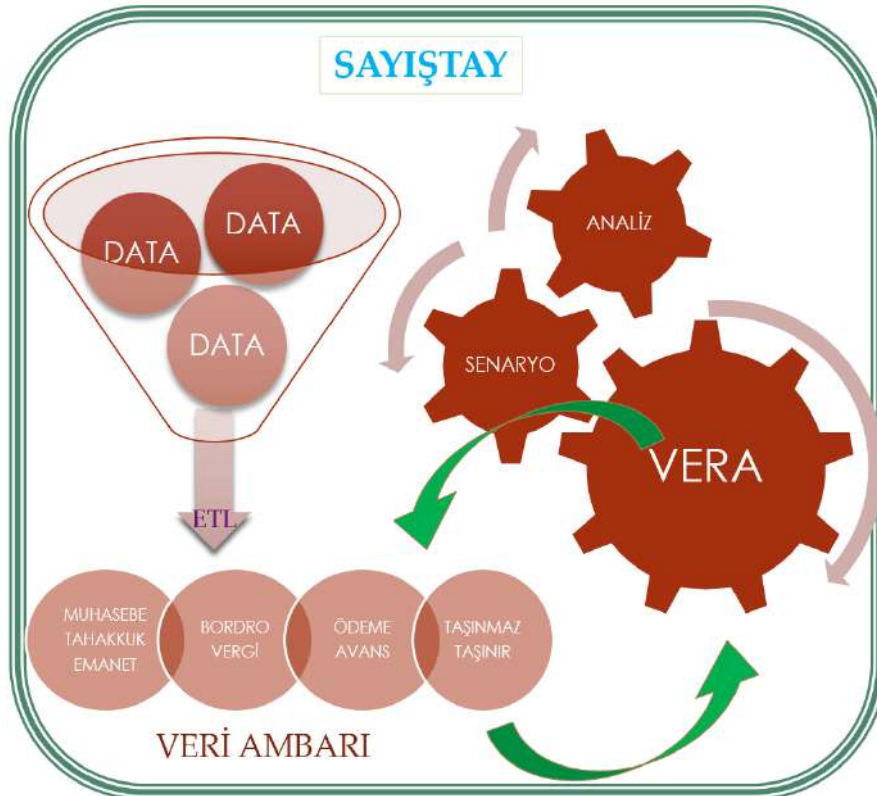 SAYIŞTAY
DATA
DATA
DATA
ETL
ANALİZ
SENARYO
VERA
MUHASEBE
TAHAKKUK
EMANET
BORDRO
VERGİ
ÖDEME
AVANS
TAŞINMAZ
TAŞINIR
VERİ AMBARI